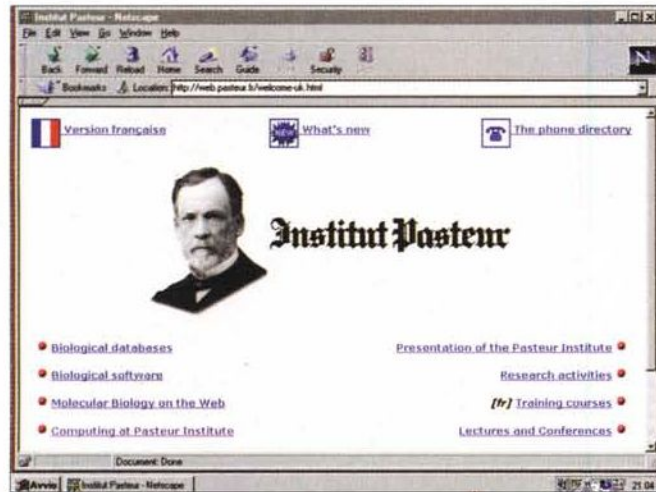 Institut Pasteur - Netscape
File Edit View Go Window Help
Back Forward Reload Home Search Guide Security
Bookmarks Location: http://web.pasteur.fr/welcome-uk.html
Version française NEW What's new The phone directory
Institut Pasteur
Biological databases Presentation of the Pasteur Institute
Biological software Research activities
Molecular Biology on the Web [fr] Training courses
Computing at Pasteur Institute Lectures and Conferences
Document: Done
Avvio Institut Pasteur - Netscape 21.04